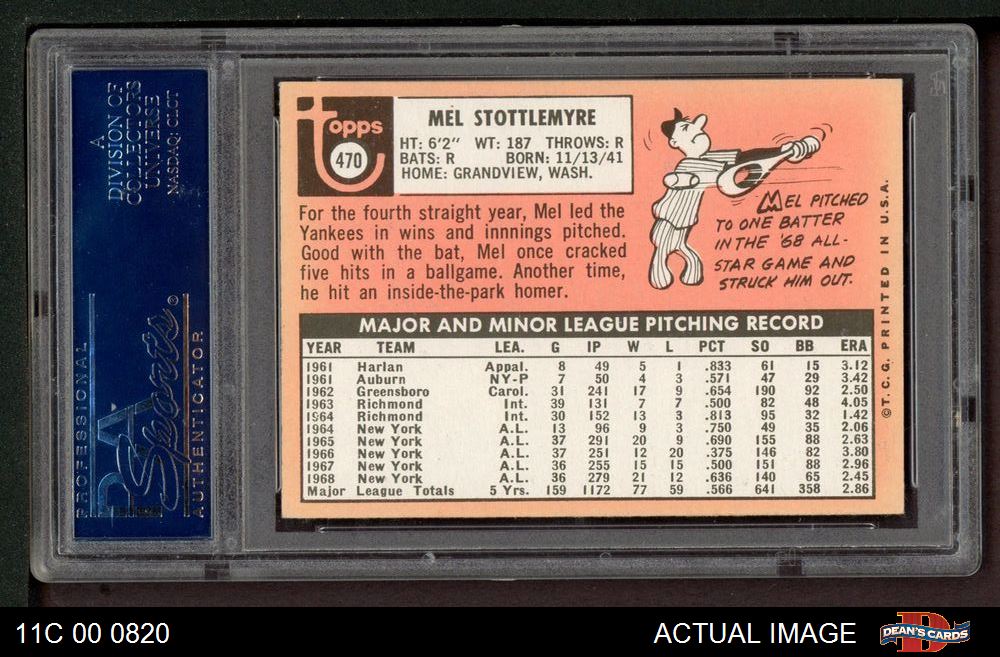 A
DIVISION OF
COLLECTORS
UNIVERSE
NASDAQ: CLCT
PROFESSIONAL
PSA
Sports®
AUTHENTICATOR
topps
470
MEL STOTTLEMYRE
HT: 6'2" WT: 187 THROWS: R
BATS: R BORN: 11/13/41
HOME: GRANDVIEW, WASH.
For the fourth straight year, Mel led the
Yankees in wins and innnings pitched.
Good with the bat, Mel once cracked
five hits in a ballgame. Another time,
he hit an inside-the-park homer.
MEL PITCHED
TO ONE BATTER
IN THE '68 ALL-
STAR GAME AND
STRUCK HIM OUT.
MAJOR AND MINOR LEAGUE PITCHING RECORD
YEAR TEAM LEA. G IP W L PCT SO BB ERA
1961 Harlan Appal. 8 49 5 1 .833 61 15 3.12
1961 Auburn NY-P 7 50 4 3 .571 47 29 3.42
1962 Greensboro Carol. 31 241 17 9 .654 190 92 2.50
1963 Richmond Int. 39 131 7 7 .500 82 48 4.05
1964 Richmond Int. 30 152 13 3 .813 95 32 1.42
1964 New York A.L. 13 96 9 3 .750 49 35 2.06
1965 New York A.L. 37 291 20 9 .690 155 88 2.63
1966 New York A.L. 37 251 12 20 .375 146 82 3.80
1967 New York A.L. 36 255 15 15 .500 151 88 2.96
1968 New York A.L. 36 279 21 12 .636 140 65 2.45
Major League Totals 5 Yrs. 159 1172 77 59 .566 641 358 2.86
©T.C.G. PRINTED IN U.S.A.
11C 00 0820
ACTUAL IMAGE
DEAN'S CARDS